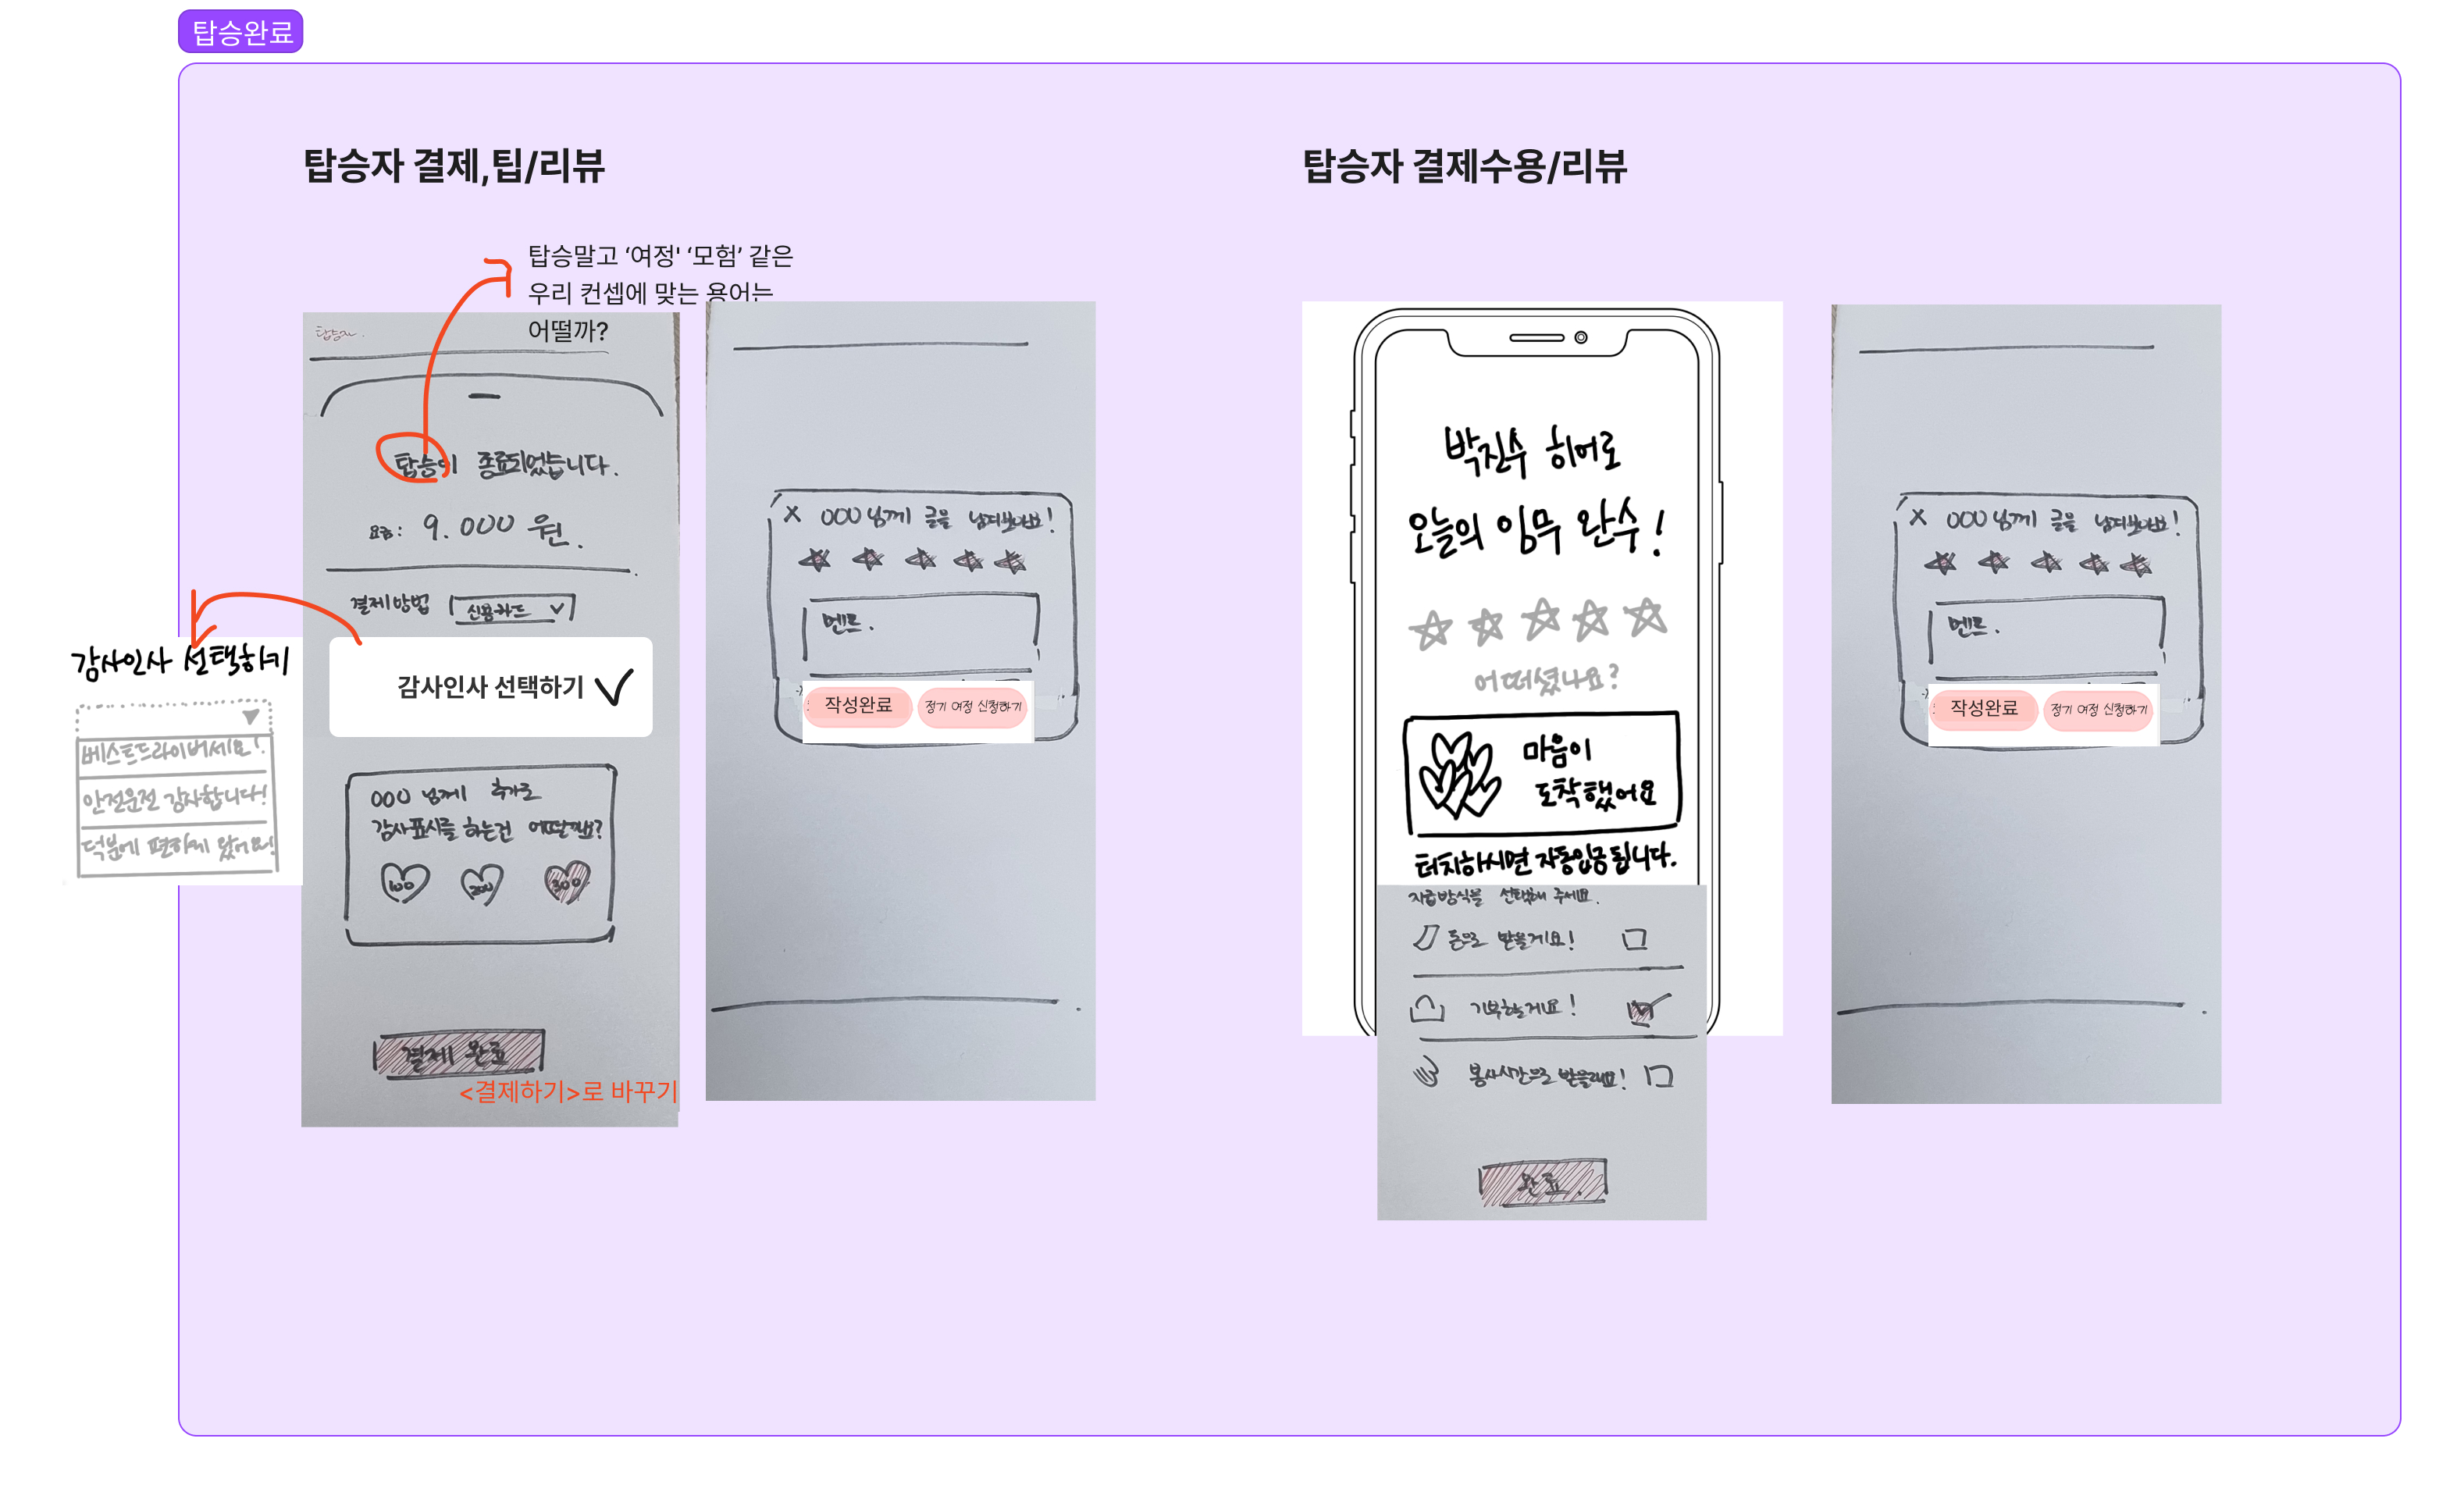 탑승완료
탑승자 결제,팁/리뷰
탑승말고 ‘여정' ‘모험’ 같은
우리 컨셉에 맞는 용어는
어떨까?
탑승자.
탑승이 종료되었습니다.
요금: 9.000 원.
결제방법 신용카드
감사인사 선택하기
000 님께 추가로
감사표시를 하는건 어떨까요?
100 200 300
결제 완료
<결제하기>로 바꾸기
감사인사 선택하기
베스트드라이버세요!
안전운전 감사합니다!
덕분에 편하게 왔어요!
X 000 님께 글을 남겨보아요!
멘트.
작성완료 정기 여정 신청하기
탑승자 결제수용/리뷰
박진수 히어로
오늘의 임무 완수!
어떠셨나요?
마음이
도착했어요
터치하시면 자동입금 됩니다.
지급방식을 선택해 주세요.
돈으로 받을게요!
기부할게요!
봉사시간으로 받을래요!
완료.
X 000 님께 글을 남겨보아요!
멘트.
작성완료 정기 여정 신청하기